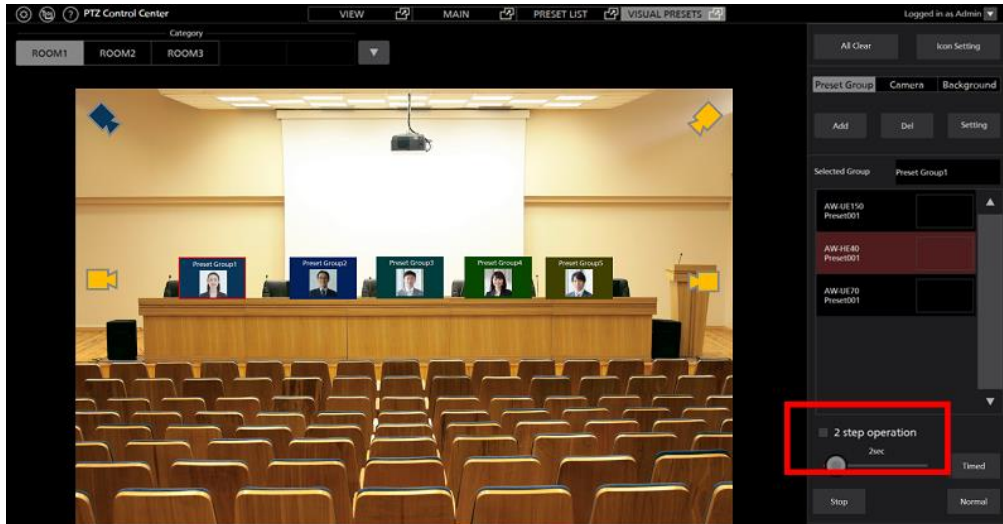 PTZ Control Center
VIEW
MAIN
PRESET LIST
VISUAL PRESETS
Logged in as Admin
Category
ROOM1
ROOM2
ROOM3
All Clear
Icon Setting
Preset Group
Camera
Background
Add
Del
Setting
Selected Group
Preset Group1
AW-UE150
Preset001
AW-HE40
Preset001
AW-UE70
Preset001
Preset Group1
Preset Group2
Preset Group3
Preset Group4
Preset Group5
2 step operation
2sec
Timed
Stop
Normal